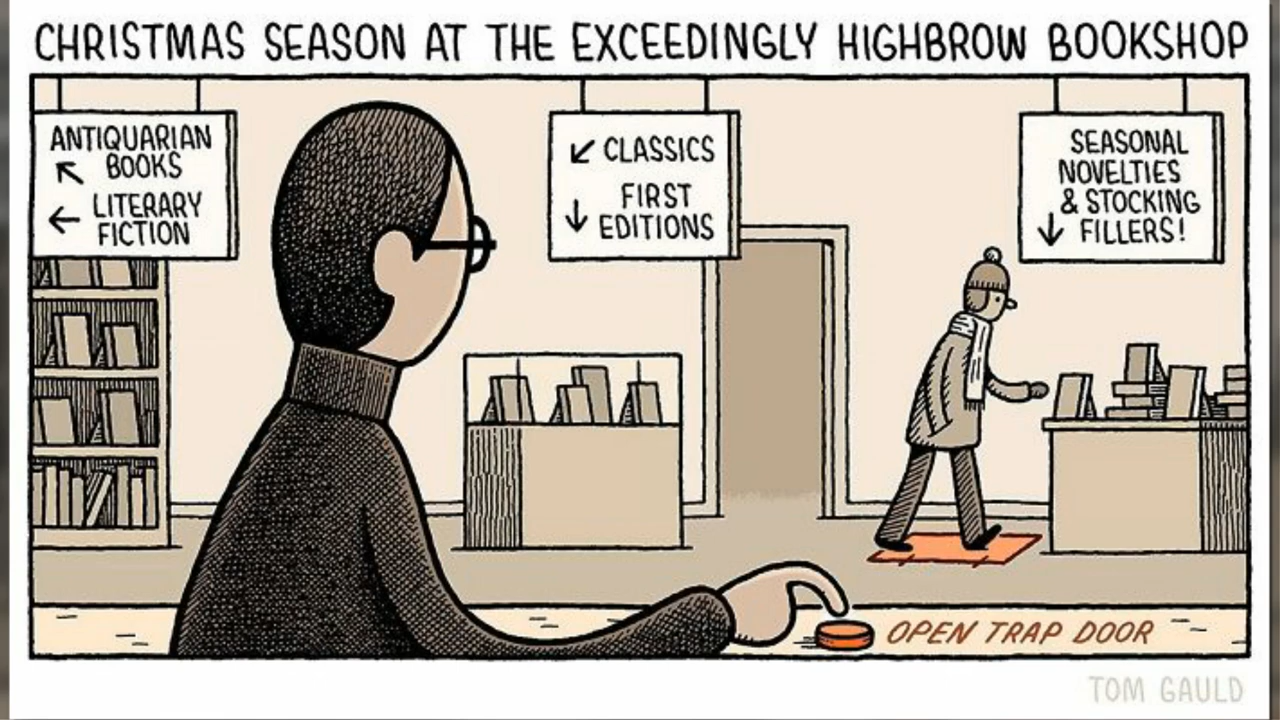 CHRISTMAS SEASON AT THE EXCEEDINGLY HIGHBROW BOOKSHOP
ANTIQUARIAN
BOOKS
LITERARY
FICTION
CLASSICS
FIRST
EDITIONS
SEASONAL
NOVELTIES
& STOCKING
FILLERS!
OPEN TRAP DOOR
TOM GAULD